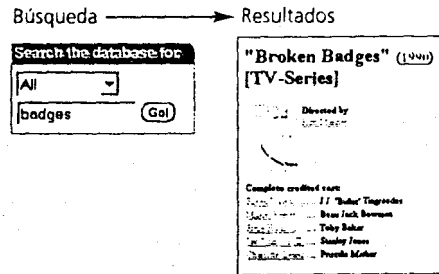 Búsqueda → Resultados
Search the database for
All
badges Go!
"Broken Badges" (1990)
[TV-Series]
Directed by
Complete credited cast:
.... J.J. "Bullet" Tingreedes
.... Beau Jack Bowman
.... Toby Baker
.... Stanley Jones
.... Priscilla Mather